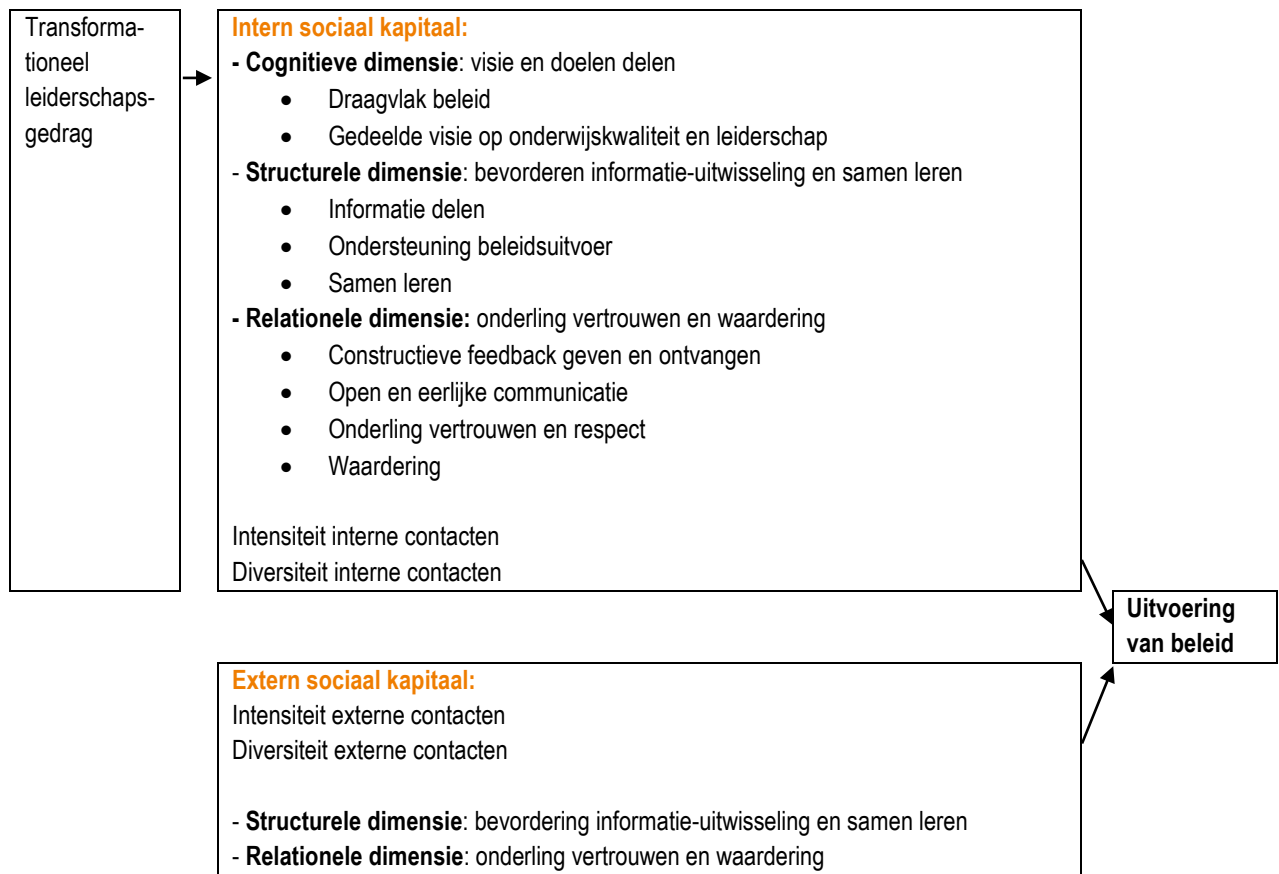 Transforma-
tioneel
leiderschaps-
gedrag
Intern sociaal kapitaal:
- Cognitieve dimensie: visie en doelen delen
• Draagvlak beleid
• Gedeelde visie op onderwijskwaliteit en leiderschap
- Structurele dimensie: bevorderen informatie-uitwisseling en samen leren
• Informatie delen
• Ondersteuning beleidsuitvoer
• Samen leren
- Relationele dimensie: onderling vertrouwen en waardering
• Constructieve feedback geven en ontvangen
• Open en eerlijke communicatie
• Onderling vertrouwen en respect
• Waardering
Intensiteit interne contacten
Diversiteit interne contacten
Uitvoering
van beleid
Extern sociaal kapitaal:
Intensiteit externe contacten
Diversiteit externe contacten
- Structurele dimensie: bevordering informatie-uitwisseling en samen leren
- Relationele dimensie: onderling vertrouwen en waardering